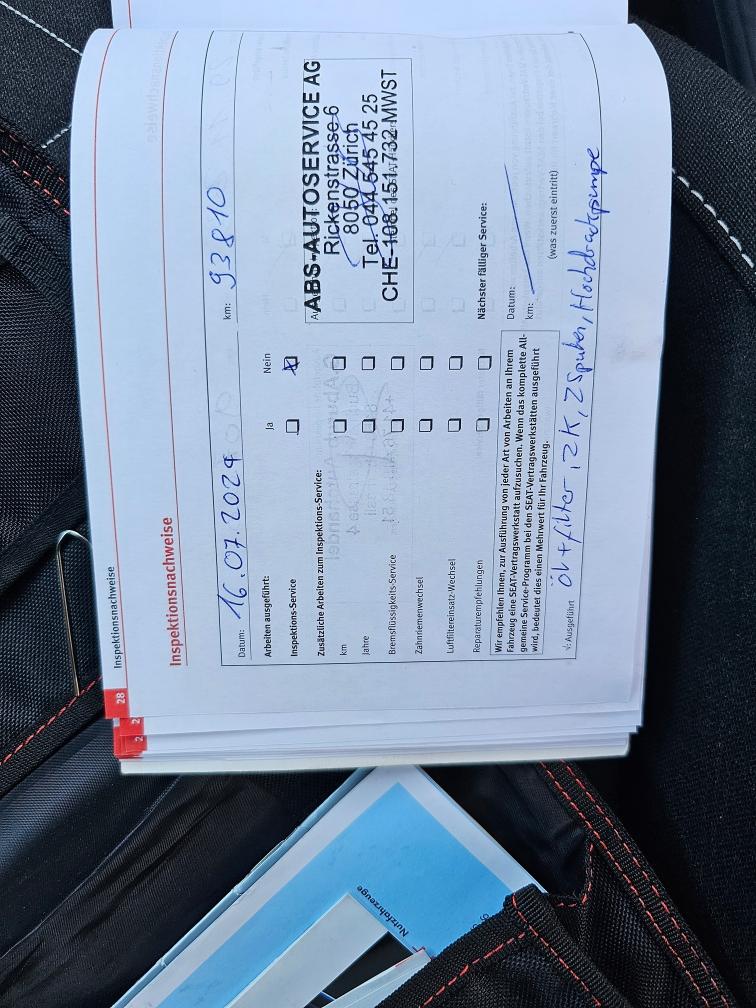 28
Inspektionsnachweise
Inspektionsnachweise
Datum: 16.07.2024 km: 93810
Arbeiten ausgeführt: Ja Nein
Inspektions-Service
ABS-AUTOSERVICE AG
Rickenstrasse 6
8050 Zürich
Tel. 044 545 45 25
CHE-108.151.732 MWST
Zusätzliche Arbeiten zum Inspektions-Service:
km
Jahre
Bremsflüssigkeits-Service
Zahnriemenwechsel
Luftfiltereinsatz-Wechsel
Reparaturempfehlungen
Nächster fälliger Service:
Datum:
km:
(was zuerst eintritt)
Wir empfehlen Ihnen, zur Ausführung von jeder Art von Arbeiten an Ihrem
Fahrzeug eine SEAT-Vertragswerkstatt aufzusuchen. Wenn das komplette All-
gemeine Service-Programm bei den SEAT-Vertragswerkstätten ausgeführt
wird, bedeutet dies einen Mehrwert für Ihr Fahrzeug.
√: Ausgeführt Öl + filter, ZK, ZSpulen, Hochdruckpumpe
Nutzfahrzeuge